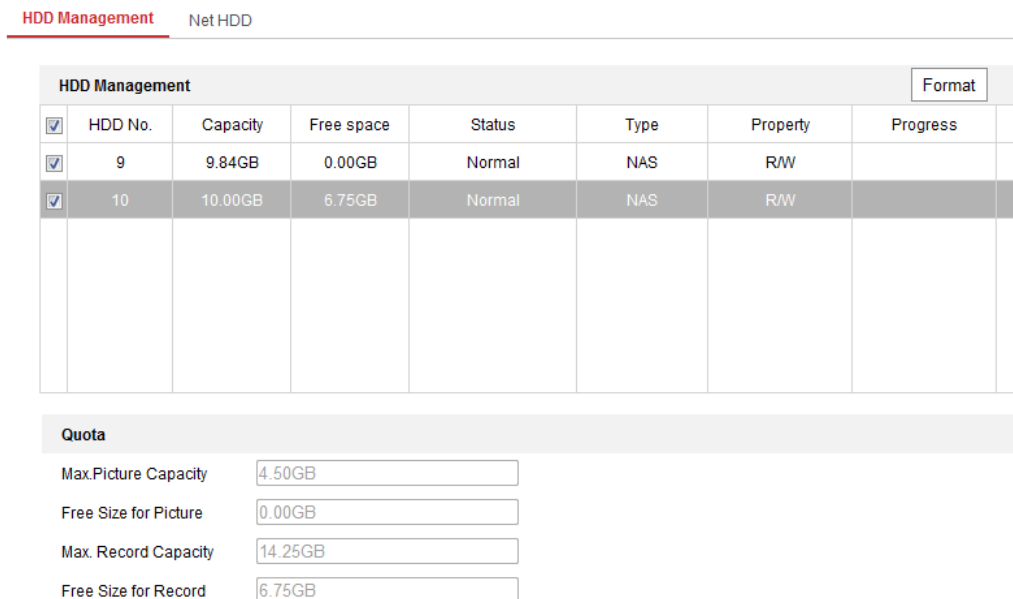 HDD Management Net HDD
HDD Management Format
HDD No. Capacity Free space Status Type Property Progress
9 9.84GB 0.00GB Normal NAS R/W
10 10.00GB 6.75GB Normal NAS R/W
Quota
Max.Picture Capacity 4.50GB
Free Size for Picture 0.00GB
Max. Record Capacity 14.25GB
Free Size for Record 6.75GB